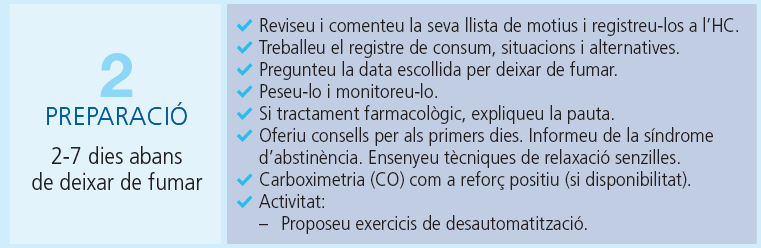 2
PREPARACIÓ
2-7 dies abans
de deixar de fumar
✓ Reviseu i comenteu la seva llista de motius i registreu-los a l’HC.
✓ Treballeu el registre de consum, situacions i alternatives.
✓ Pregunteu la data escollida per deixar de fumar.
✓ Peseu-lo i monitoreu-lo.
✓ Si tractament farmacològic, expliqueu la pauta.
✓ Oferiu consells per als primers dies. Informeu de la síndrome
d’abstinència. Ensenyeu tècniques de relaxació senzilles.
✓ Carboximetria (CO) com a reforç positiu (si disponibilitat).
✓ Activitat:
– Proposeu exercicis de desautomatització.